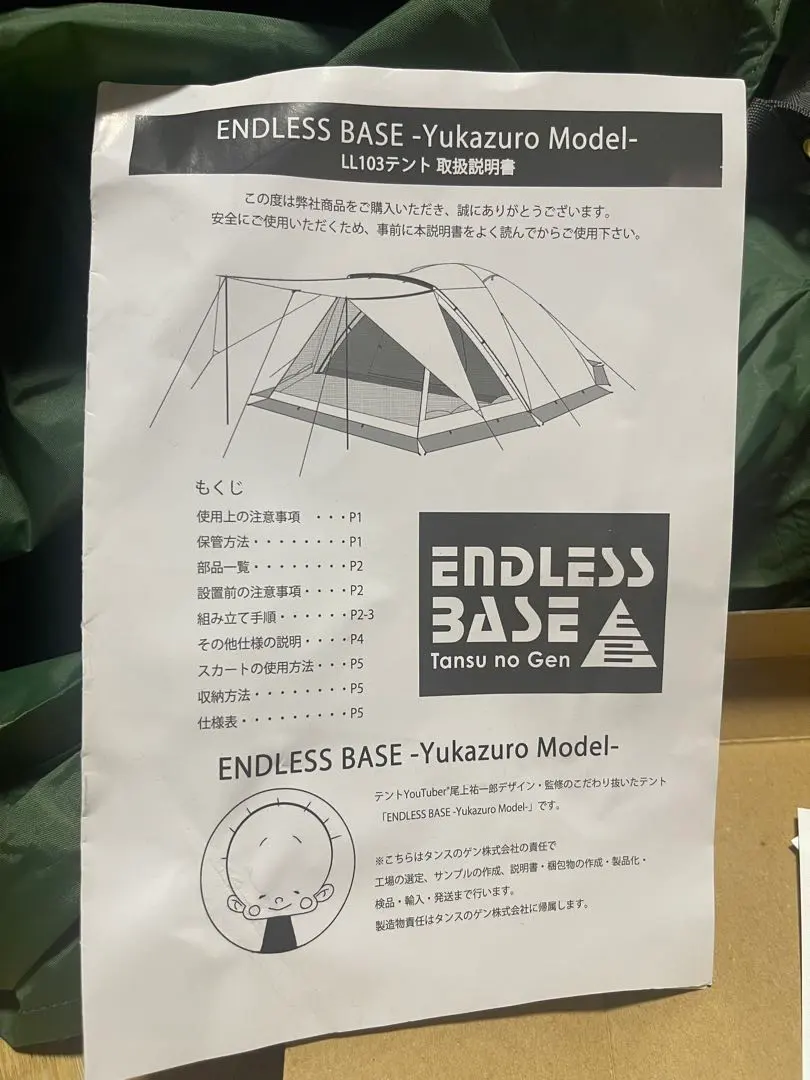 ENDLESS BASE -Yukazuro Model-
LL103テント 取扱説明書
この度は弊社商品をご購入いただき、誠にありがとうございます。
安全にご使用いただくため、事前に本説明書をよく読んでからご使用下さい。
もくじ
使用上の注意事項 ・・・P1
保管方法・・・・・・・・P1
部品一覧・・・・・・・・P2
設置前の注意事項・・・・P2
組み立て手順・・・・・・P2-3
その他仕様の説明・・・・P4
スカートの使用方法・・・P5
収納方法・・・・・・・・P5
仕様表・・・・・・・・・P5
ENDLESS
BASE
Tansu no Gen
ENDLESS BASE -Yukazuro Model-
テントYouTuber"尾上祐一郎デザイン・監修のこだわり抜いたテント
「ENDLESS BASE -Yukazuro Model-」です。
※こちらはタンスのゲン株式会社の責任で
工場の選定、サンプルの作成、説明書・梱包物の作成・製品化・
検品・輸入・発送まで行います。
製造物責任はタンスのゲン株式会社に帰属します。